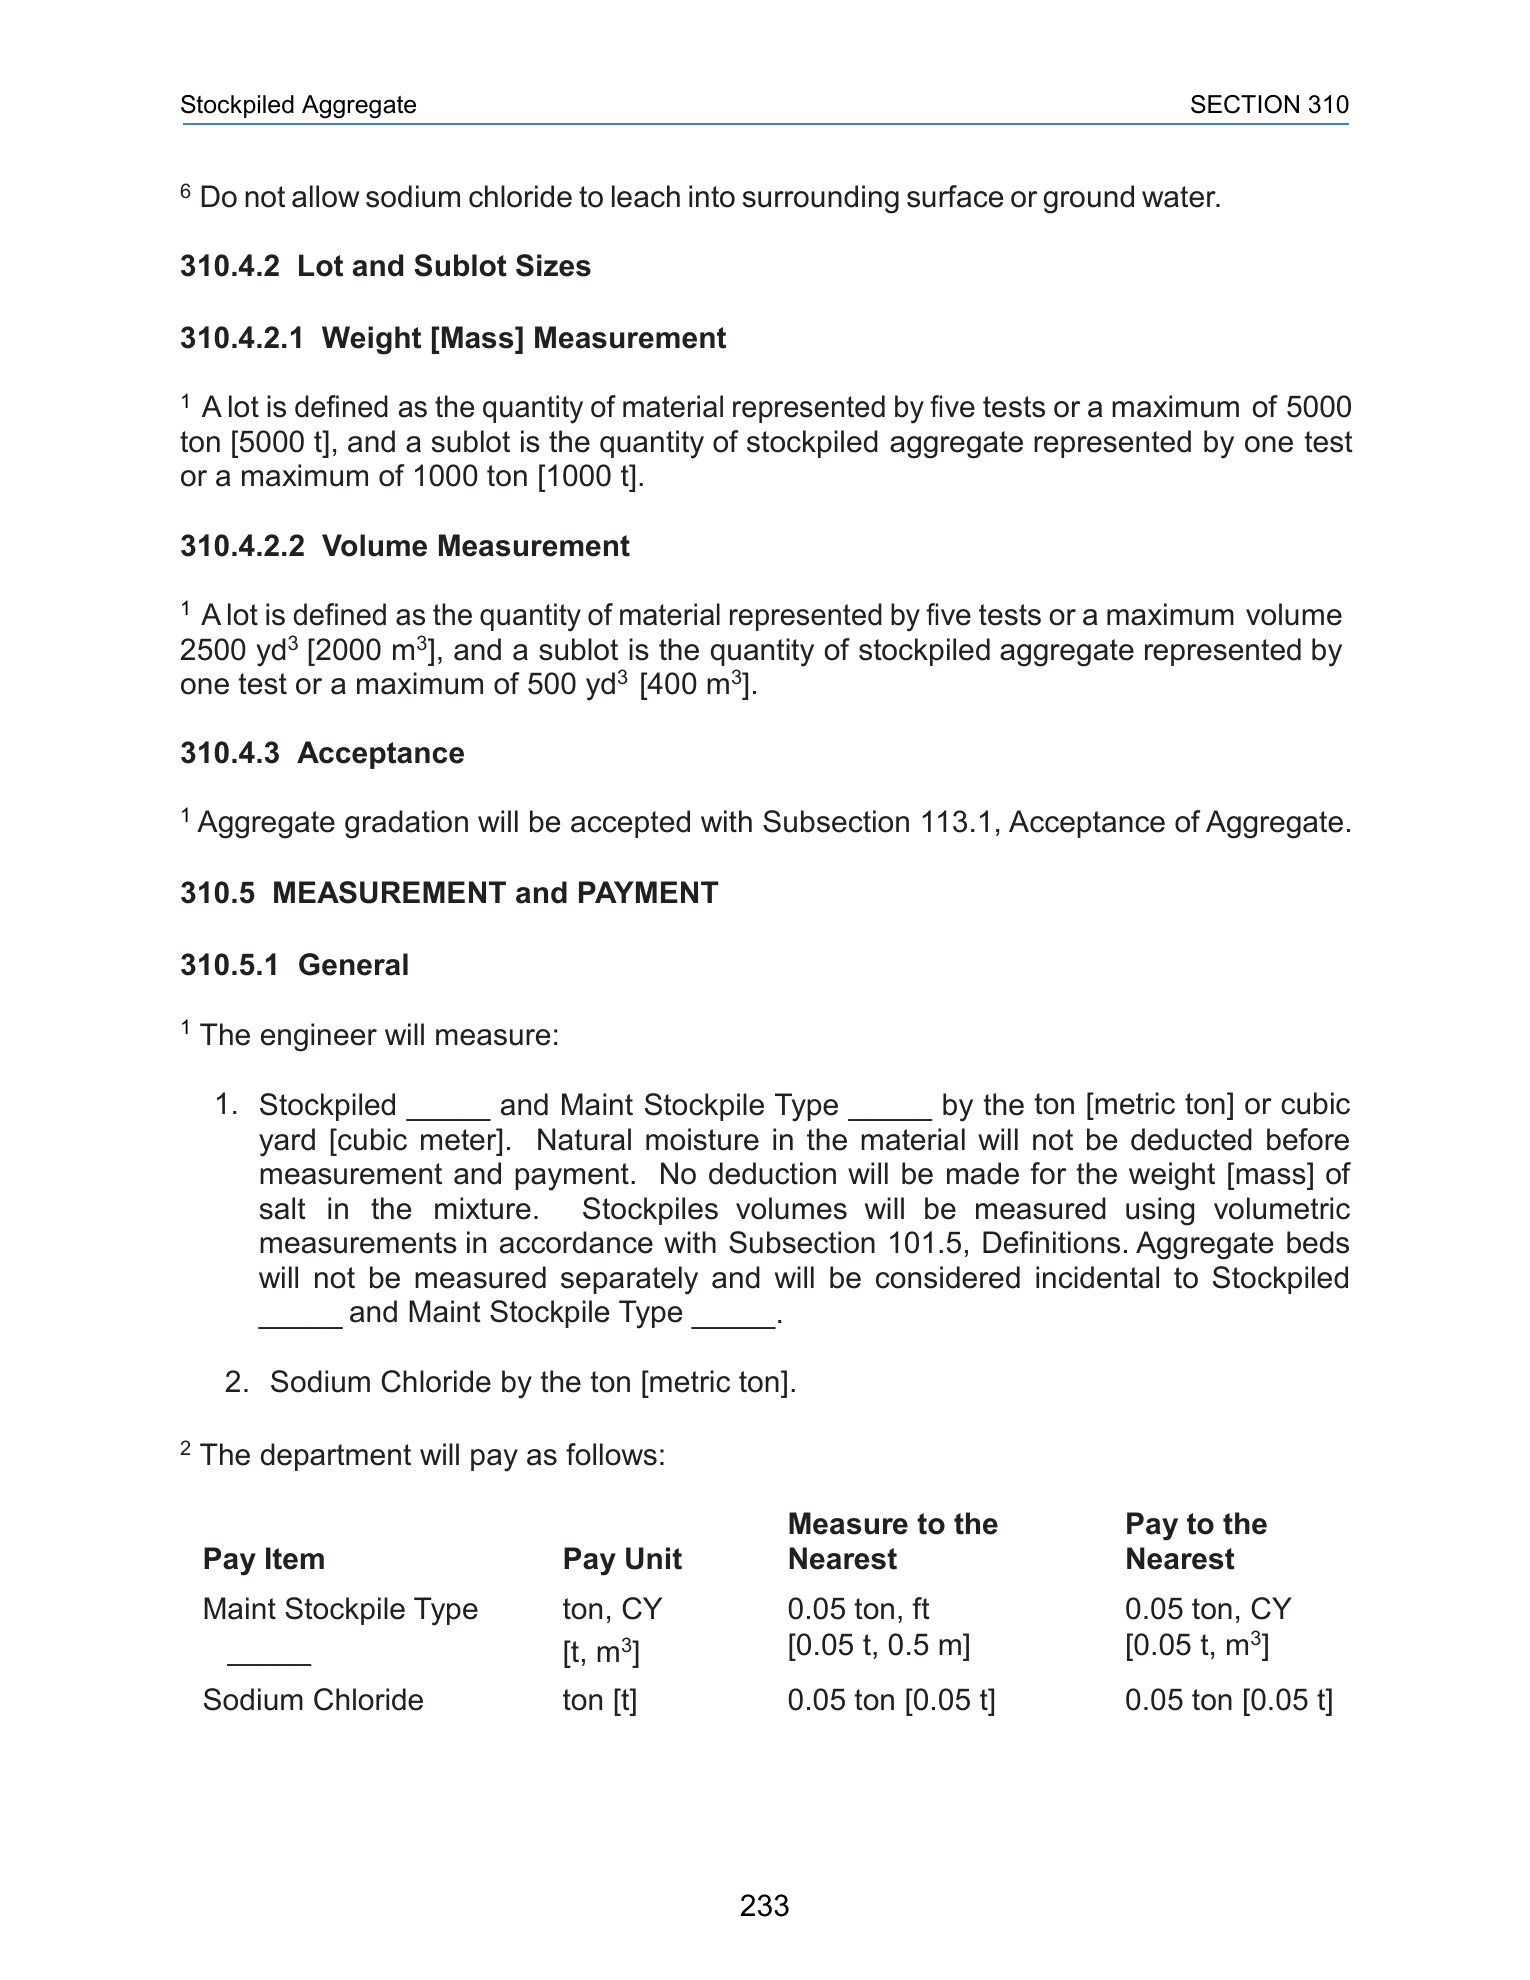 Stockpiled Aggregate SECTION 310
⁶ Do not allow sodium chloride to leach into surrounding surface or ground water.
310.4.2 Lot and Sublot Sizes
310.4.2.1 Weight [Mass] Measurement
¹ A lot is defined as the quantity of material represented by five tests or a maximum of 5000
ton [5000 t], and a sublot is the quantity of stockpiled aggregate represented by one test
or a maximum of 1000 ton [1000 t].
310.4.2.2 Volume Measurement
¹ A lot is defined as the quantity of material represented by five tests or a maximum volume
2500 yd³ [2000 m³], and a sublot is the quantity of stockpiled aggregate represented by
one test or a maximum of 500 yd³ [400 m³].
310.4.3 Acceptance
¹ Aggregate gradation will be accepted with Subsection 113.1, Acceptance of Aggregate.
310.5 MEASUREMENT and PAYMENT
310.5.1 General
¹ The engineer will measure:
1. Stockpiled _____ and Maint Stockpile Type _____ by the ton [metric ton] or cubic
yard [cubic meter]. Natural moisture in the material will not be deducted before
measurement and payment. No deduction will be made for the weight [mass] of
salt in the mixture. Stockpiles volumes will be measured using volumetric
measurements in accordance with Subsection 101.5, Definitions. Aggregate beds
will not be measured separately and will be considered incidental to Stockpiled
_____ and Maint Stockpile Type _____.
2. Sodium Chloride by the ton [metric ton].
² The department will pay as follows:
Measure to the Pay to the
Pay Item Pay Unit Nearest Nearest
Maint Stockpile Type ton, CY 0.05 ton, ft 0.05 ton, CY
_____ [t, m³] [0.05 t, 0.5 m] [0.05 t, m³]
Sodium Chloride ton [t] 0.05 ton [0.05 t] 0.05 ton [0.05 t]
233